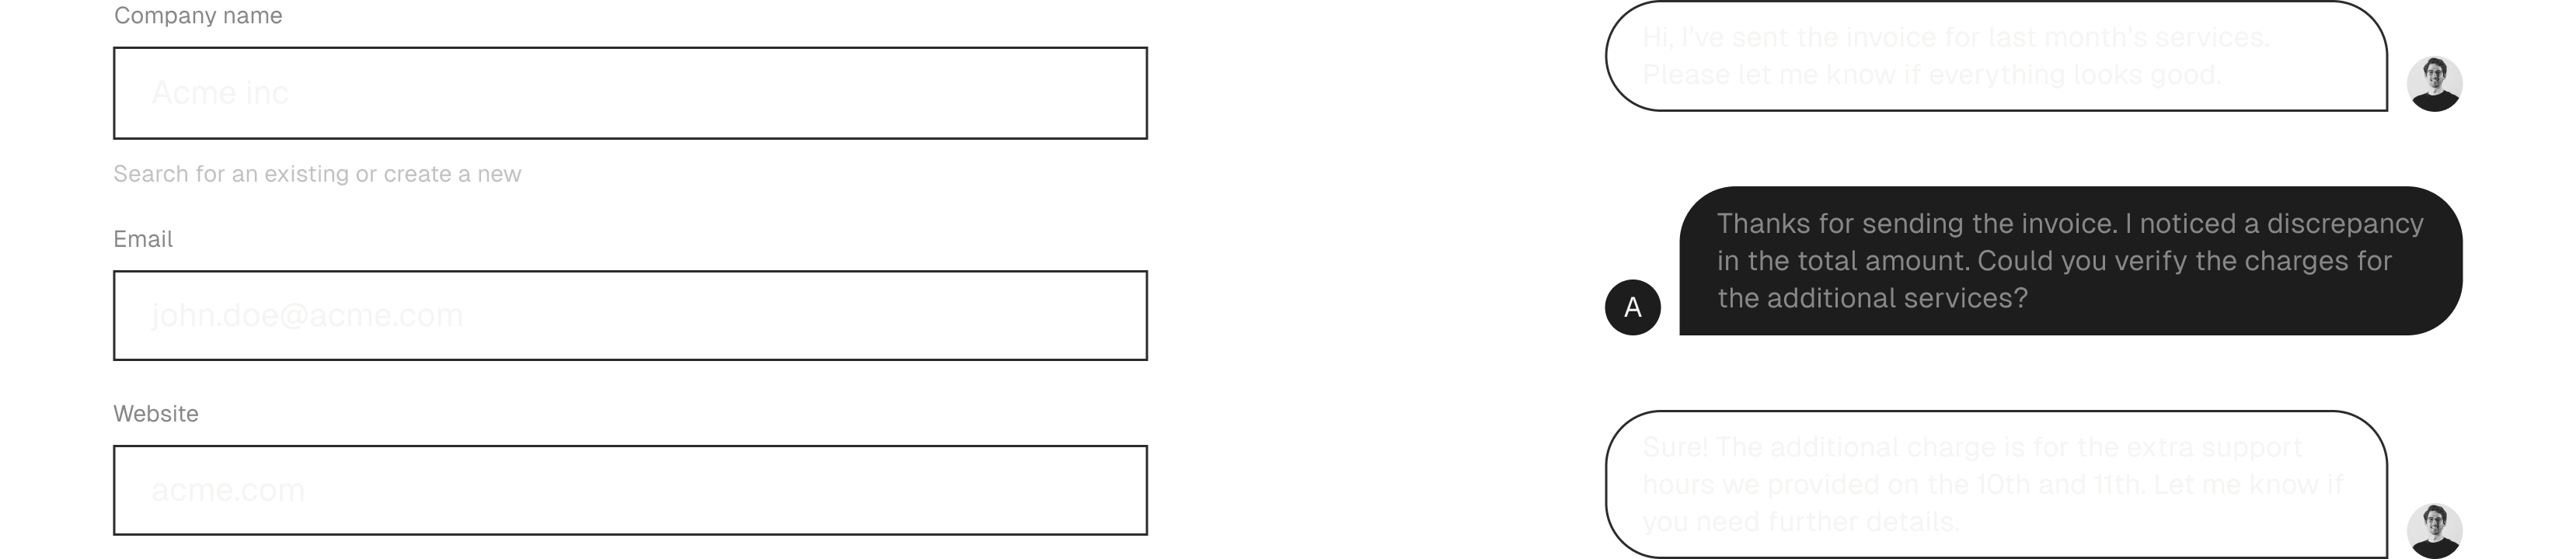 Company name
Acme inc
Search for an existing or create a new
Email
john.doe@acme.com
Website
acme.com
Hi, I've sent the invoice for last month's services.
Please let me know if everything looks good.
Thanks for sending the invoice. I noticed a discrepancy
in the total amount. Could you verify the charges for
the additional services?
A
Sure! The additional charge is for the extra support
hours we provided on the 10th and 11th. Let me know if
you need further details.